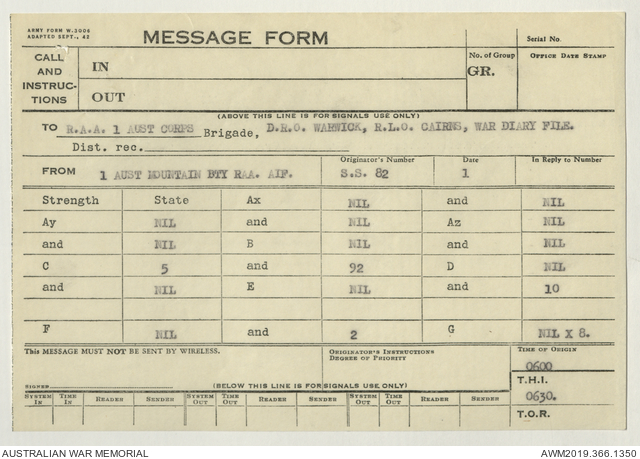 ARMY FORM W.3008
ADAPTED SEPT., 42
MESSAGE FORM
Serial No.
CALL AND INSTRUC-TIONS
IN
OUT
No. of Group
GR.
OFFICE DATE STAMP
(ABOVE THIS LINE IS FOR SIGNALS USE ONLY)
TO R.A.A. 1 AUST CORPS Brigade, D.R.O. WARWICK, R.L.O. CAIRNS, WAR DIARY FILE.
Dist. rec.
FROM 1 AUST MOUNTAIN BTY RAA. AIF.
Originator's Number
S.S. 82
Date
1
In Reply to Number
Strength State Ax NIL and NIL
Ay NIL and NIL Az NIL
and NIL B NIL and NIL
C 5 and 92 D NIL
and NIL E NIL and 10
F NIL and 2 G NIL X 8.
This MESSAGE MUST NOT BE SENT BY WIRELESS.
ORIGINATOR'S INSTRUCTIONS
DEGREE OF PRIORITY
TIME OF ORIGIN
0600
T.H.I.
0630.
T.O.R.
SIGNED
(BELOW THIS LINE IS FOR SIGNALS USE ONLY)
SYSTEM IN TIME IN READER SENDER SYSTEM OUT TIME OUT READER SENDER SYSTEM OUT TIME OUT READER SENDER
AUSTRALIAN WAR MEMORIAL
AWM2019.366.1350